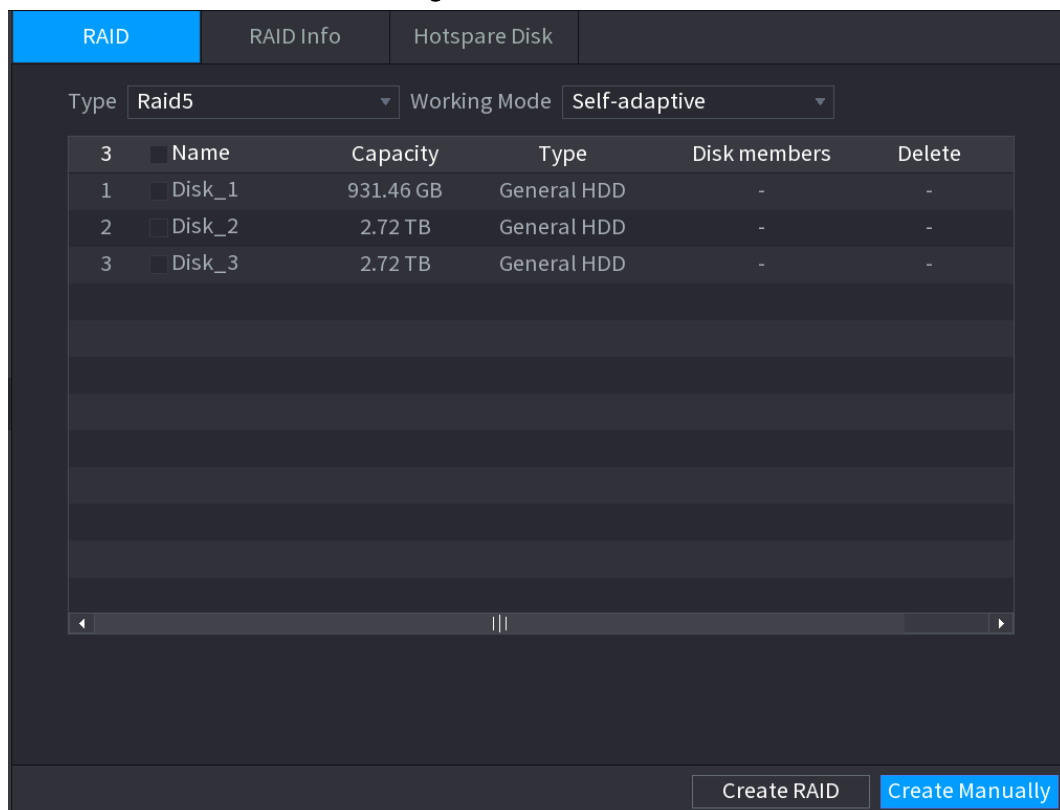 RAID RAID Info Hotspare Disk
Type Raid5 Working Mode Self-adaptive
3 Name Capacity Type Disk members Delete
1 Disk_1 931.46 GB General HDD - -
2 Disk_2 2.72 TB General HDD - -
3 Disk_3 2.72 TB General HDD - -
Create RAID Create Manually